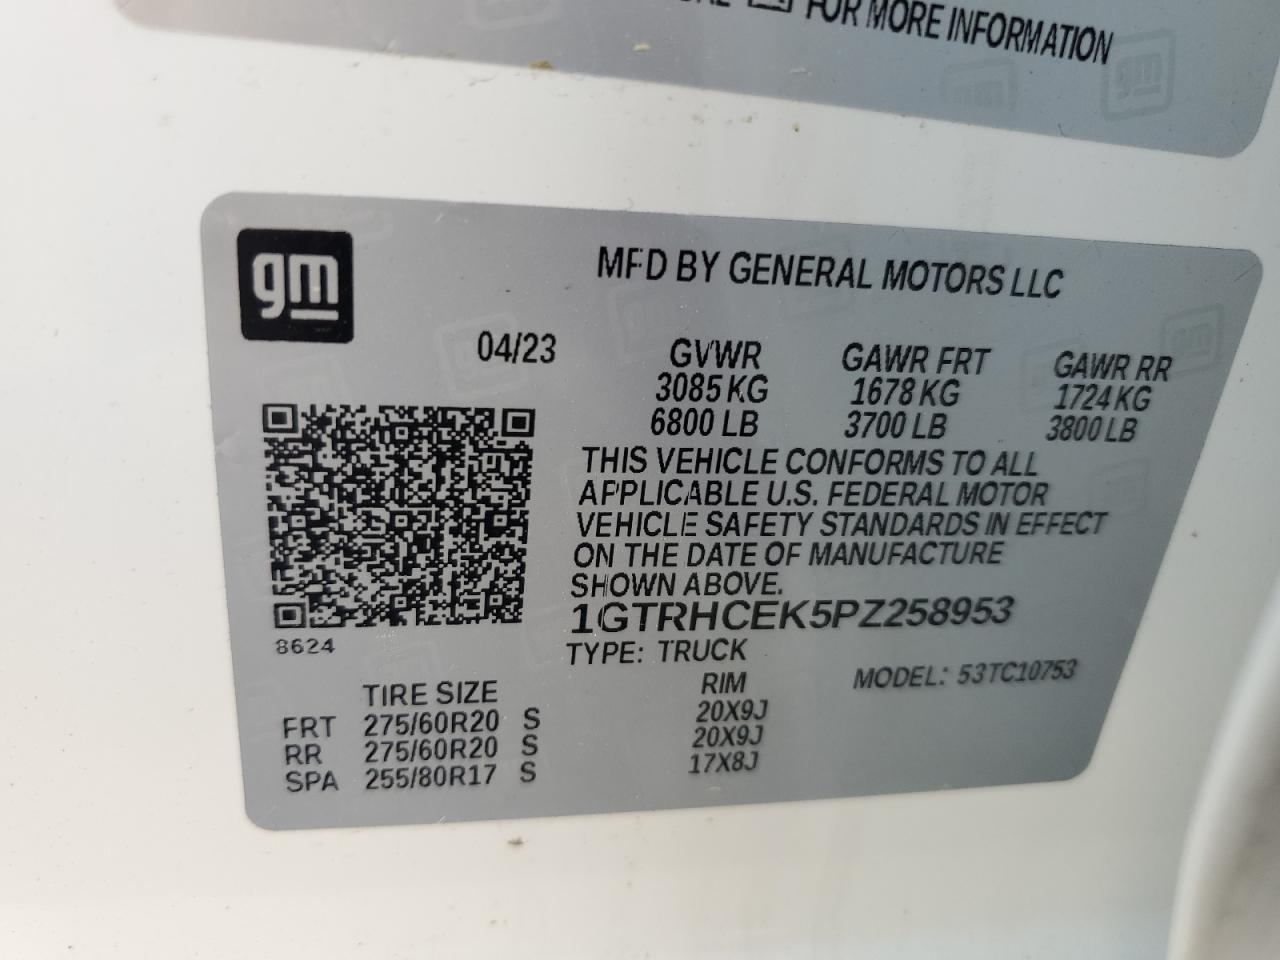 FOR MORE INFORMATION
gm
MFD BY GENERAL MOTORS LLC
04/23
GVWR GAWR FRT GAWR RR
3085 KG 1678 KG 1724 KG
6800 LB 3700 LB 3800 LB
THIS VEHICLE CONFORMS TO ALL
APPLICABLE U.S. FEDERAL MOTOR
VEHICLE SAFETY STANDARDS IN EFFECT
ON THE DATE OF MANUFACTURE
SHOWN ABOVE.
1GTRHCEK5PZ258953
8624
TYPE: TRUCK
MODEL: 53TC10753
TIRE SIZE RIM
FRT 275/60R20 S 20X9J
RR 275/60R20 S 20X9J
SPA 255/80R17 S 17X8J